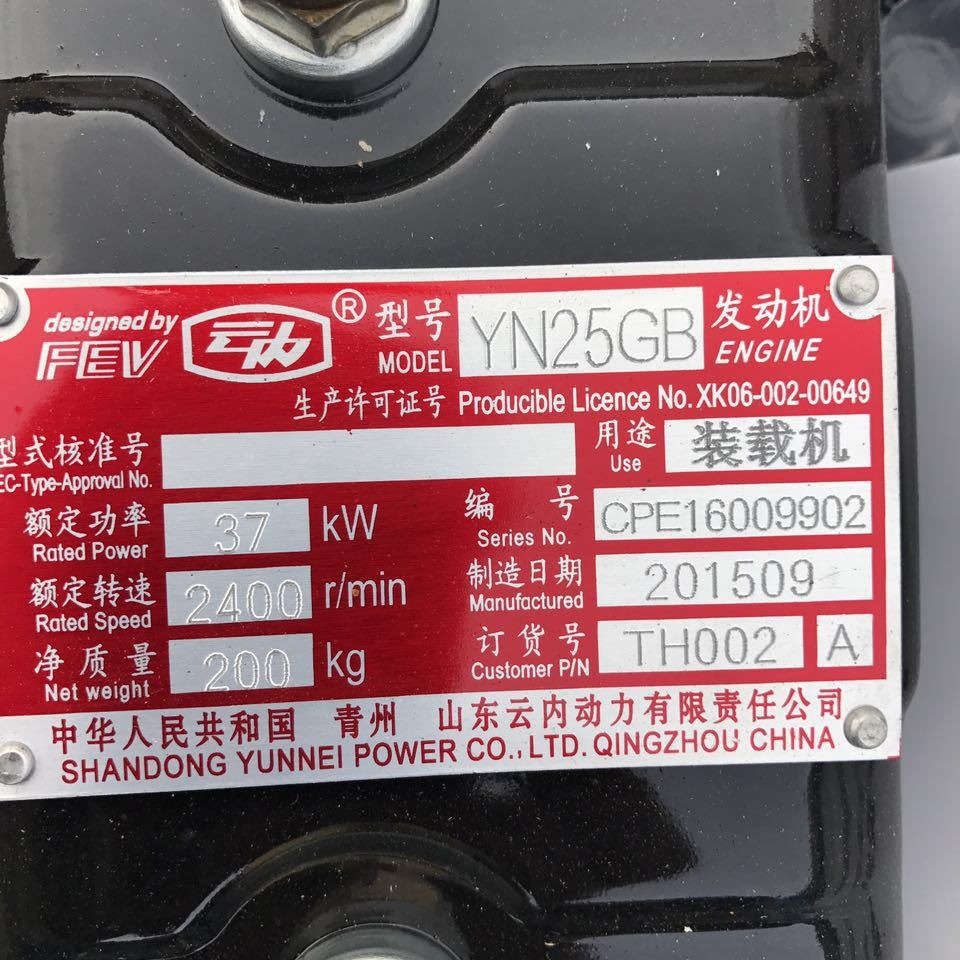 designed by
FEV
云内
®
型号 YN25GB 发动机
MODEL ENGINE
生产许可证号 Producible Licence No. XK06-002-00649
型式核准号
EC-Type-Approval No.
用途 装载机
Use
额定功率 37 kW
Rated Power
编 号 CPE16009902
Series No.
额定转速 2400 r/min
Rated Speed
制造日期 201509
Manufactured
净质量 200 kg
Net weight
订货号 TH002 A
Customer P/N
中华人民共和国 青州 山东云内动力有限责任公司
SHANDONG YUNNEI POWER CO.,LTD. QINGZHOU CHINA